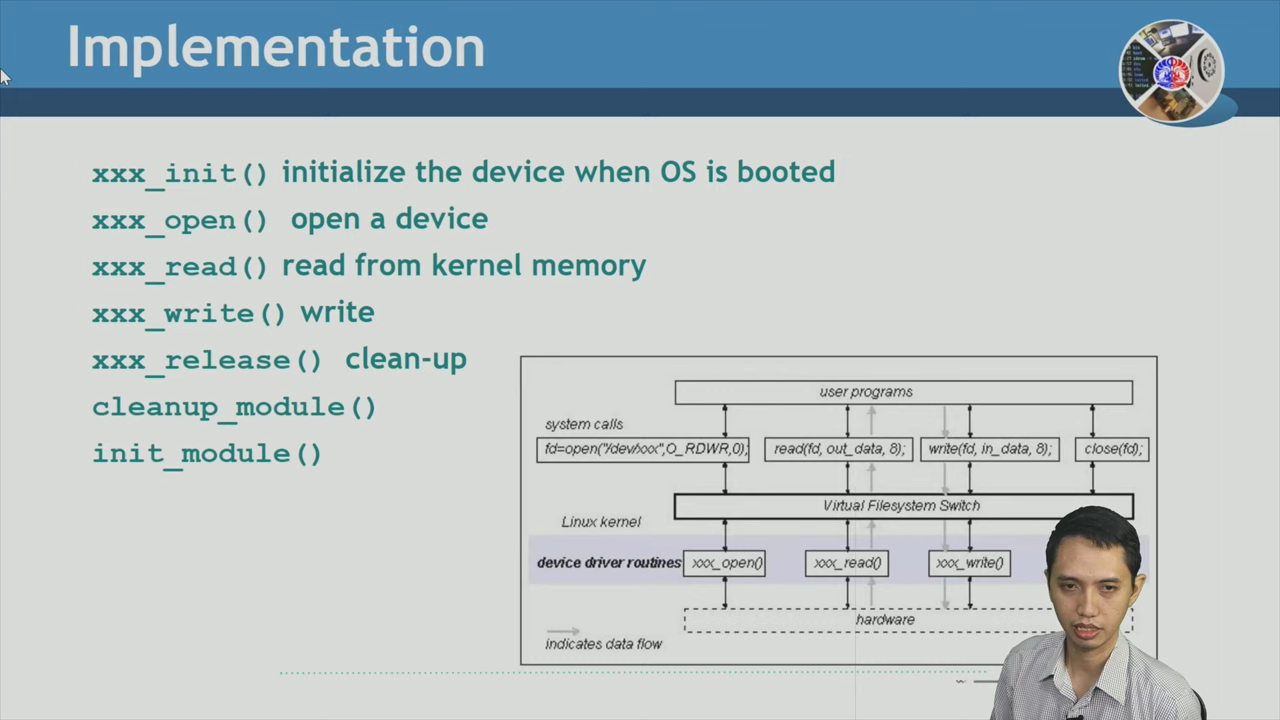 Implementation
xxx_init() initialize the device when OS is booted
xxx_open() open a device
xxx_read() read from kernel memory
xxx_write() write
xxx_release() clean-up
cleanup_module()
init_module()
user programs
system calls
fd=open("/dev/xxx",O_RDWR,0);
read(fd, out_data, 8);
write(fd, in_data, 8);
close(fd);
Virtual Filesystem Switch
Linux kernel
device driver routines
xxx_open()
xxx_read()
xxx_write()
hardware
indicates data flow